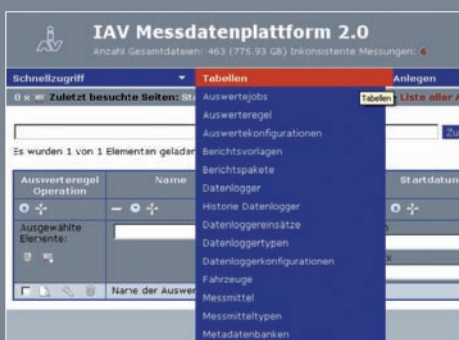 IAV Messdatenplattform 2.0
Anzahl Gesamtdateien: 463 (775.93 GB) Inkonsistente Messungen: 6
Schnellzugriff Tabellen Anlegen
0 x Zuletzt besuchte Seiten: Tabellen Liste aller
Es wurden 1 von 1 Elementen
Auswerteregel Operation Name Startdatum
Ausgewählte Elemente:
Name der
Auswertejobs
Auswerteregel
Auswertekonfigurationen
Berichtsvorlagen
Berichtspakete
Datenlogger
Historie Datenlogger
Datenloggereinsätze
Datenloggertypen
Datenloggerkonfigurationen
Fahrzeuge
Messmittel
Messmitteltypen
Metadatenbanken